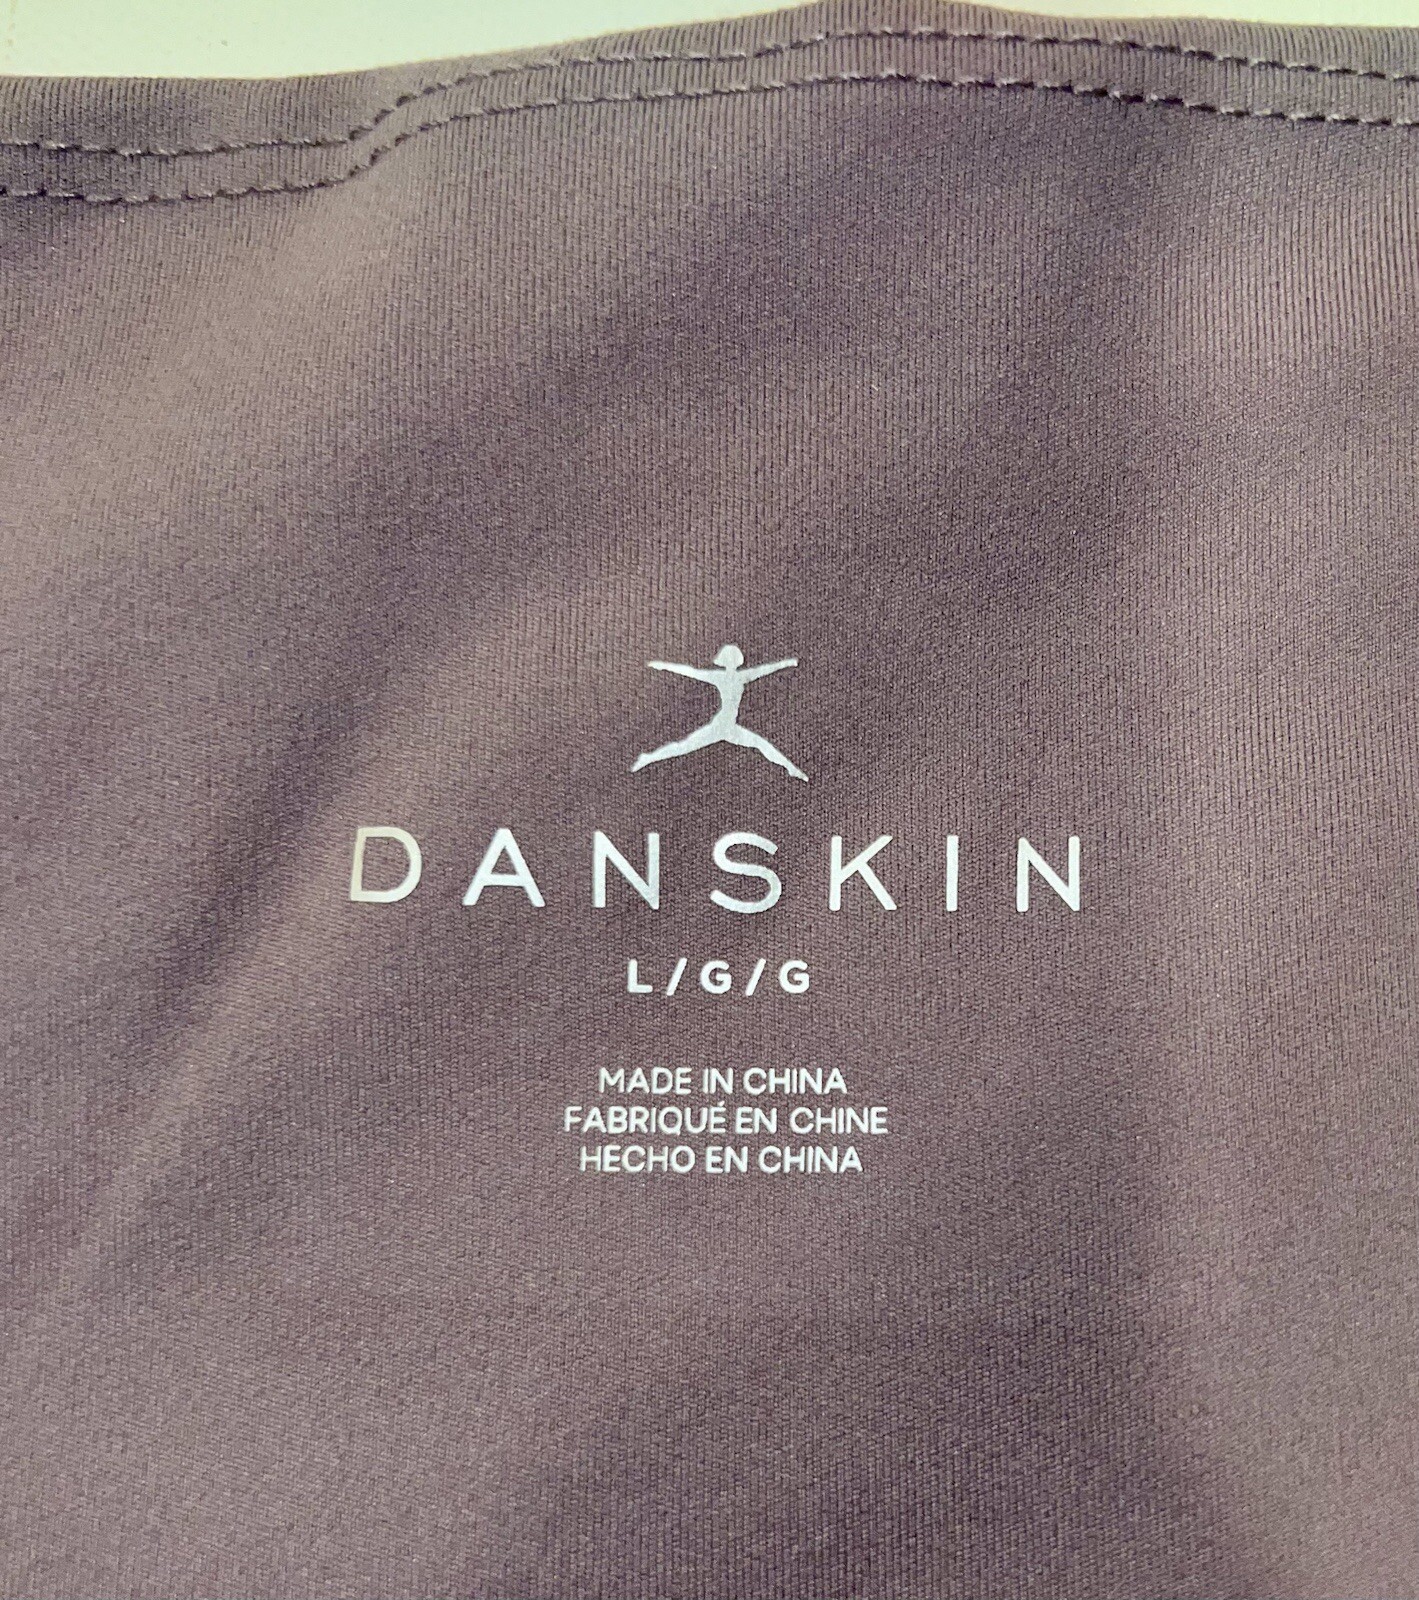 DANSKIN
L/G/G
MADE IN CHINA
FABRIQUÉ EN CHINE
HECHO EN CHINA